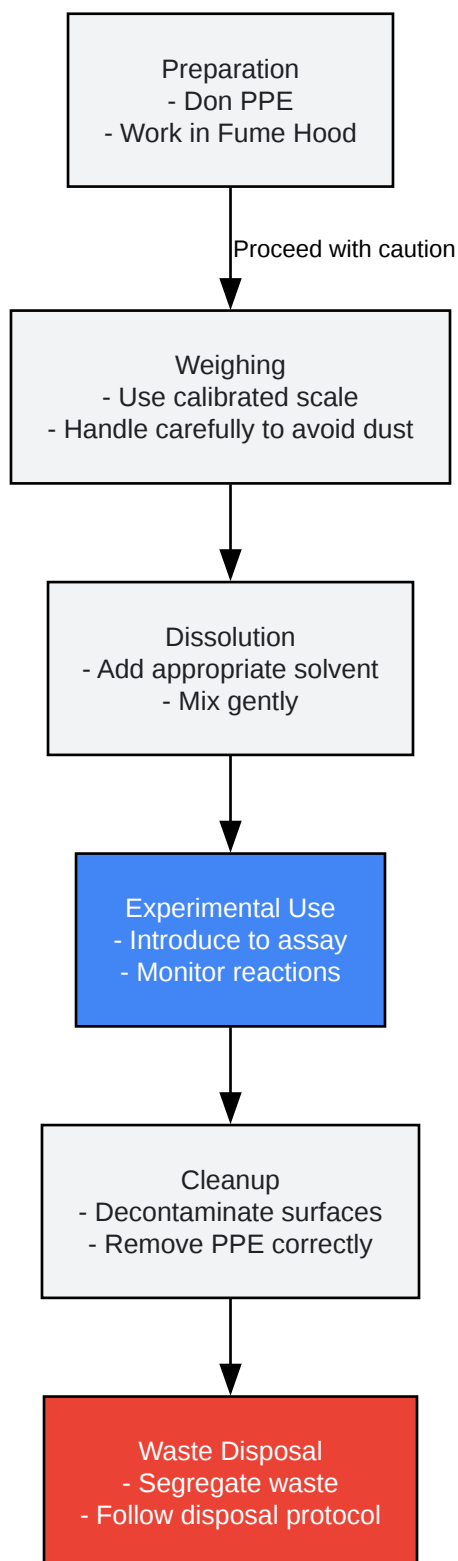 Preparation
- Don PPE
- Work in Fume Hood
Proceed with caution
Weighing
- Use calibrated scale
- Handle carefully to avoid dust
Dissolution
- Add appropriate solvent
- Mix gently
Experimental Use
- Introduce to assay
- Monitor reactions
Cleanup
- Decontaminate surfaces
- Remove PPE correctly
Waste Disposal
- Segregate waste
- Follow disposal protocol